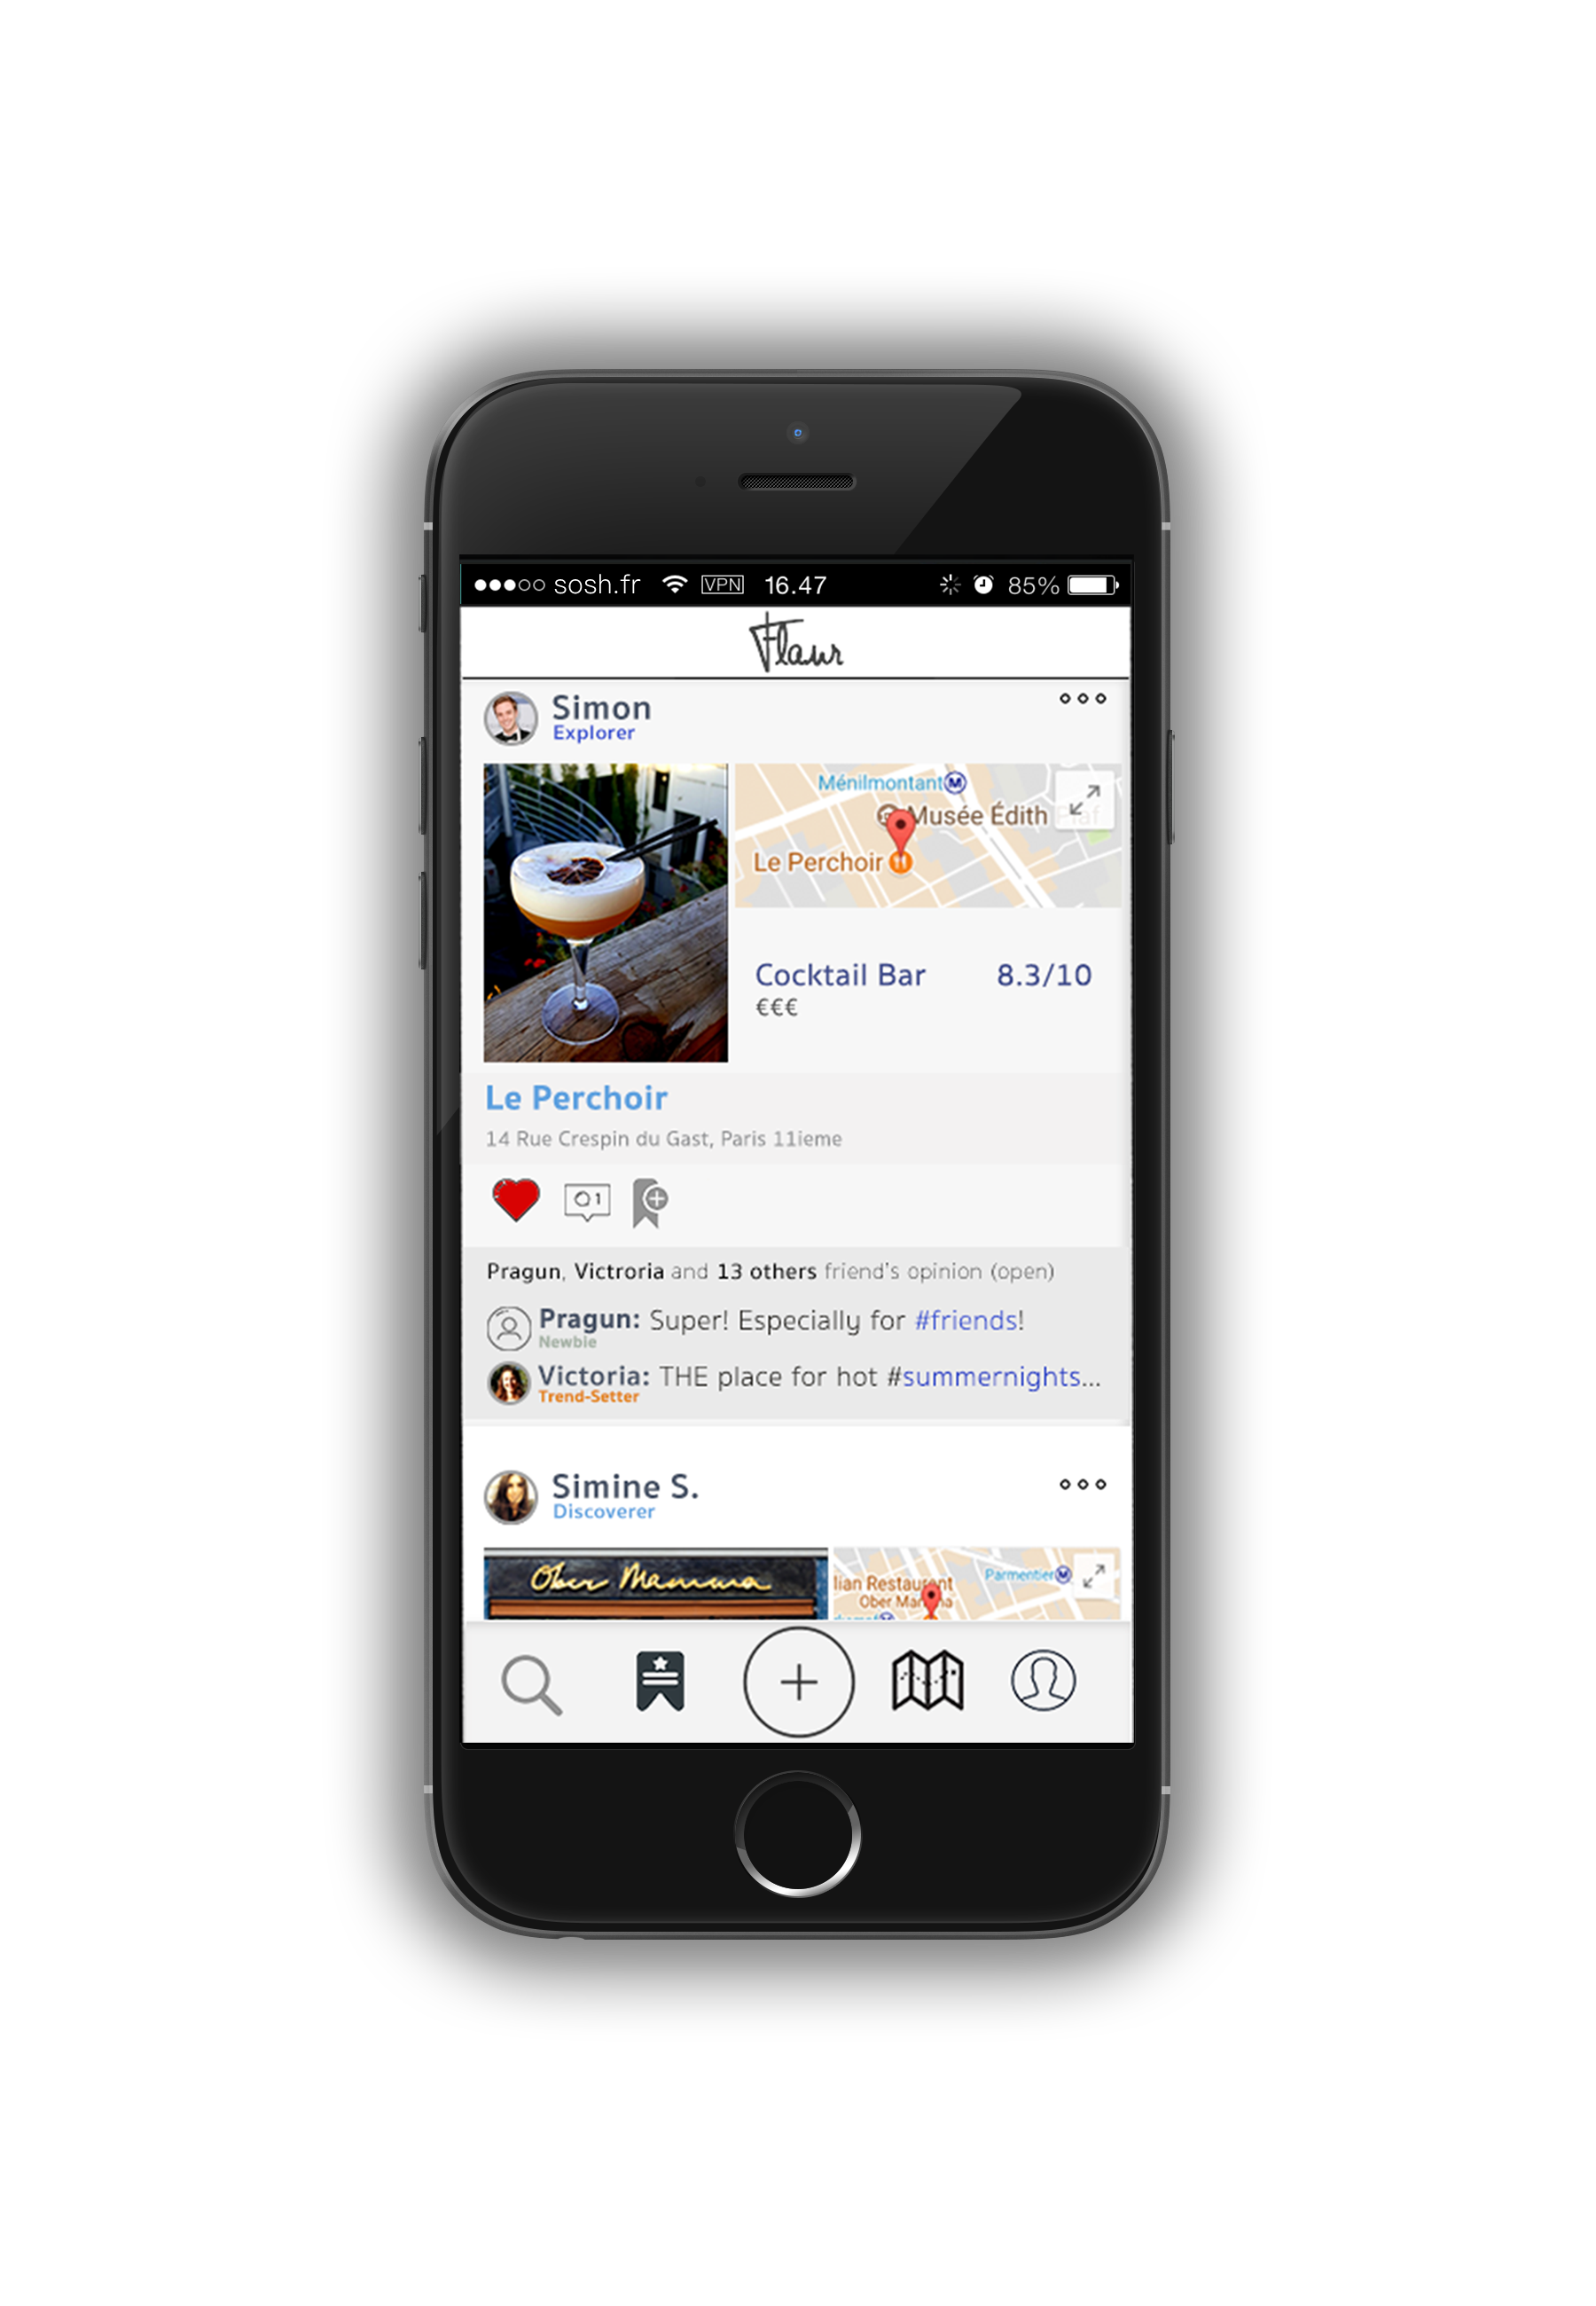 sosh.fr VPN 16.47 85%
Flaur
Simon
Explorer
Ménilmontant M
Musée Édith Piaf
Le Perchoir
Cocktail Bar 8.3/10
€€€
Le Perchoir
14 Rue Crespin du Gast, Paris 11ieme
1
Pragun, Victroria and 13 others friend's opinion (open)
Pragun: Super! Especially for #friends!
Newbie
Victoria: THE place for hot #summernights...
Trend-Setter
Simine S.
Discoverer
Ober Mamma
lian Restaurant
Parmentier M
Ober Mamma